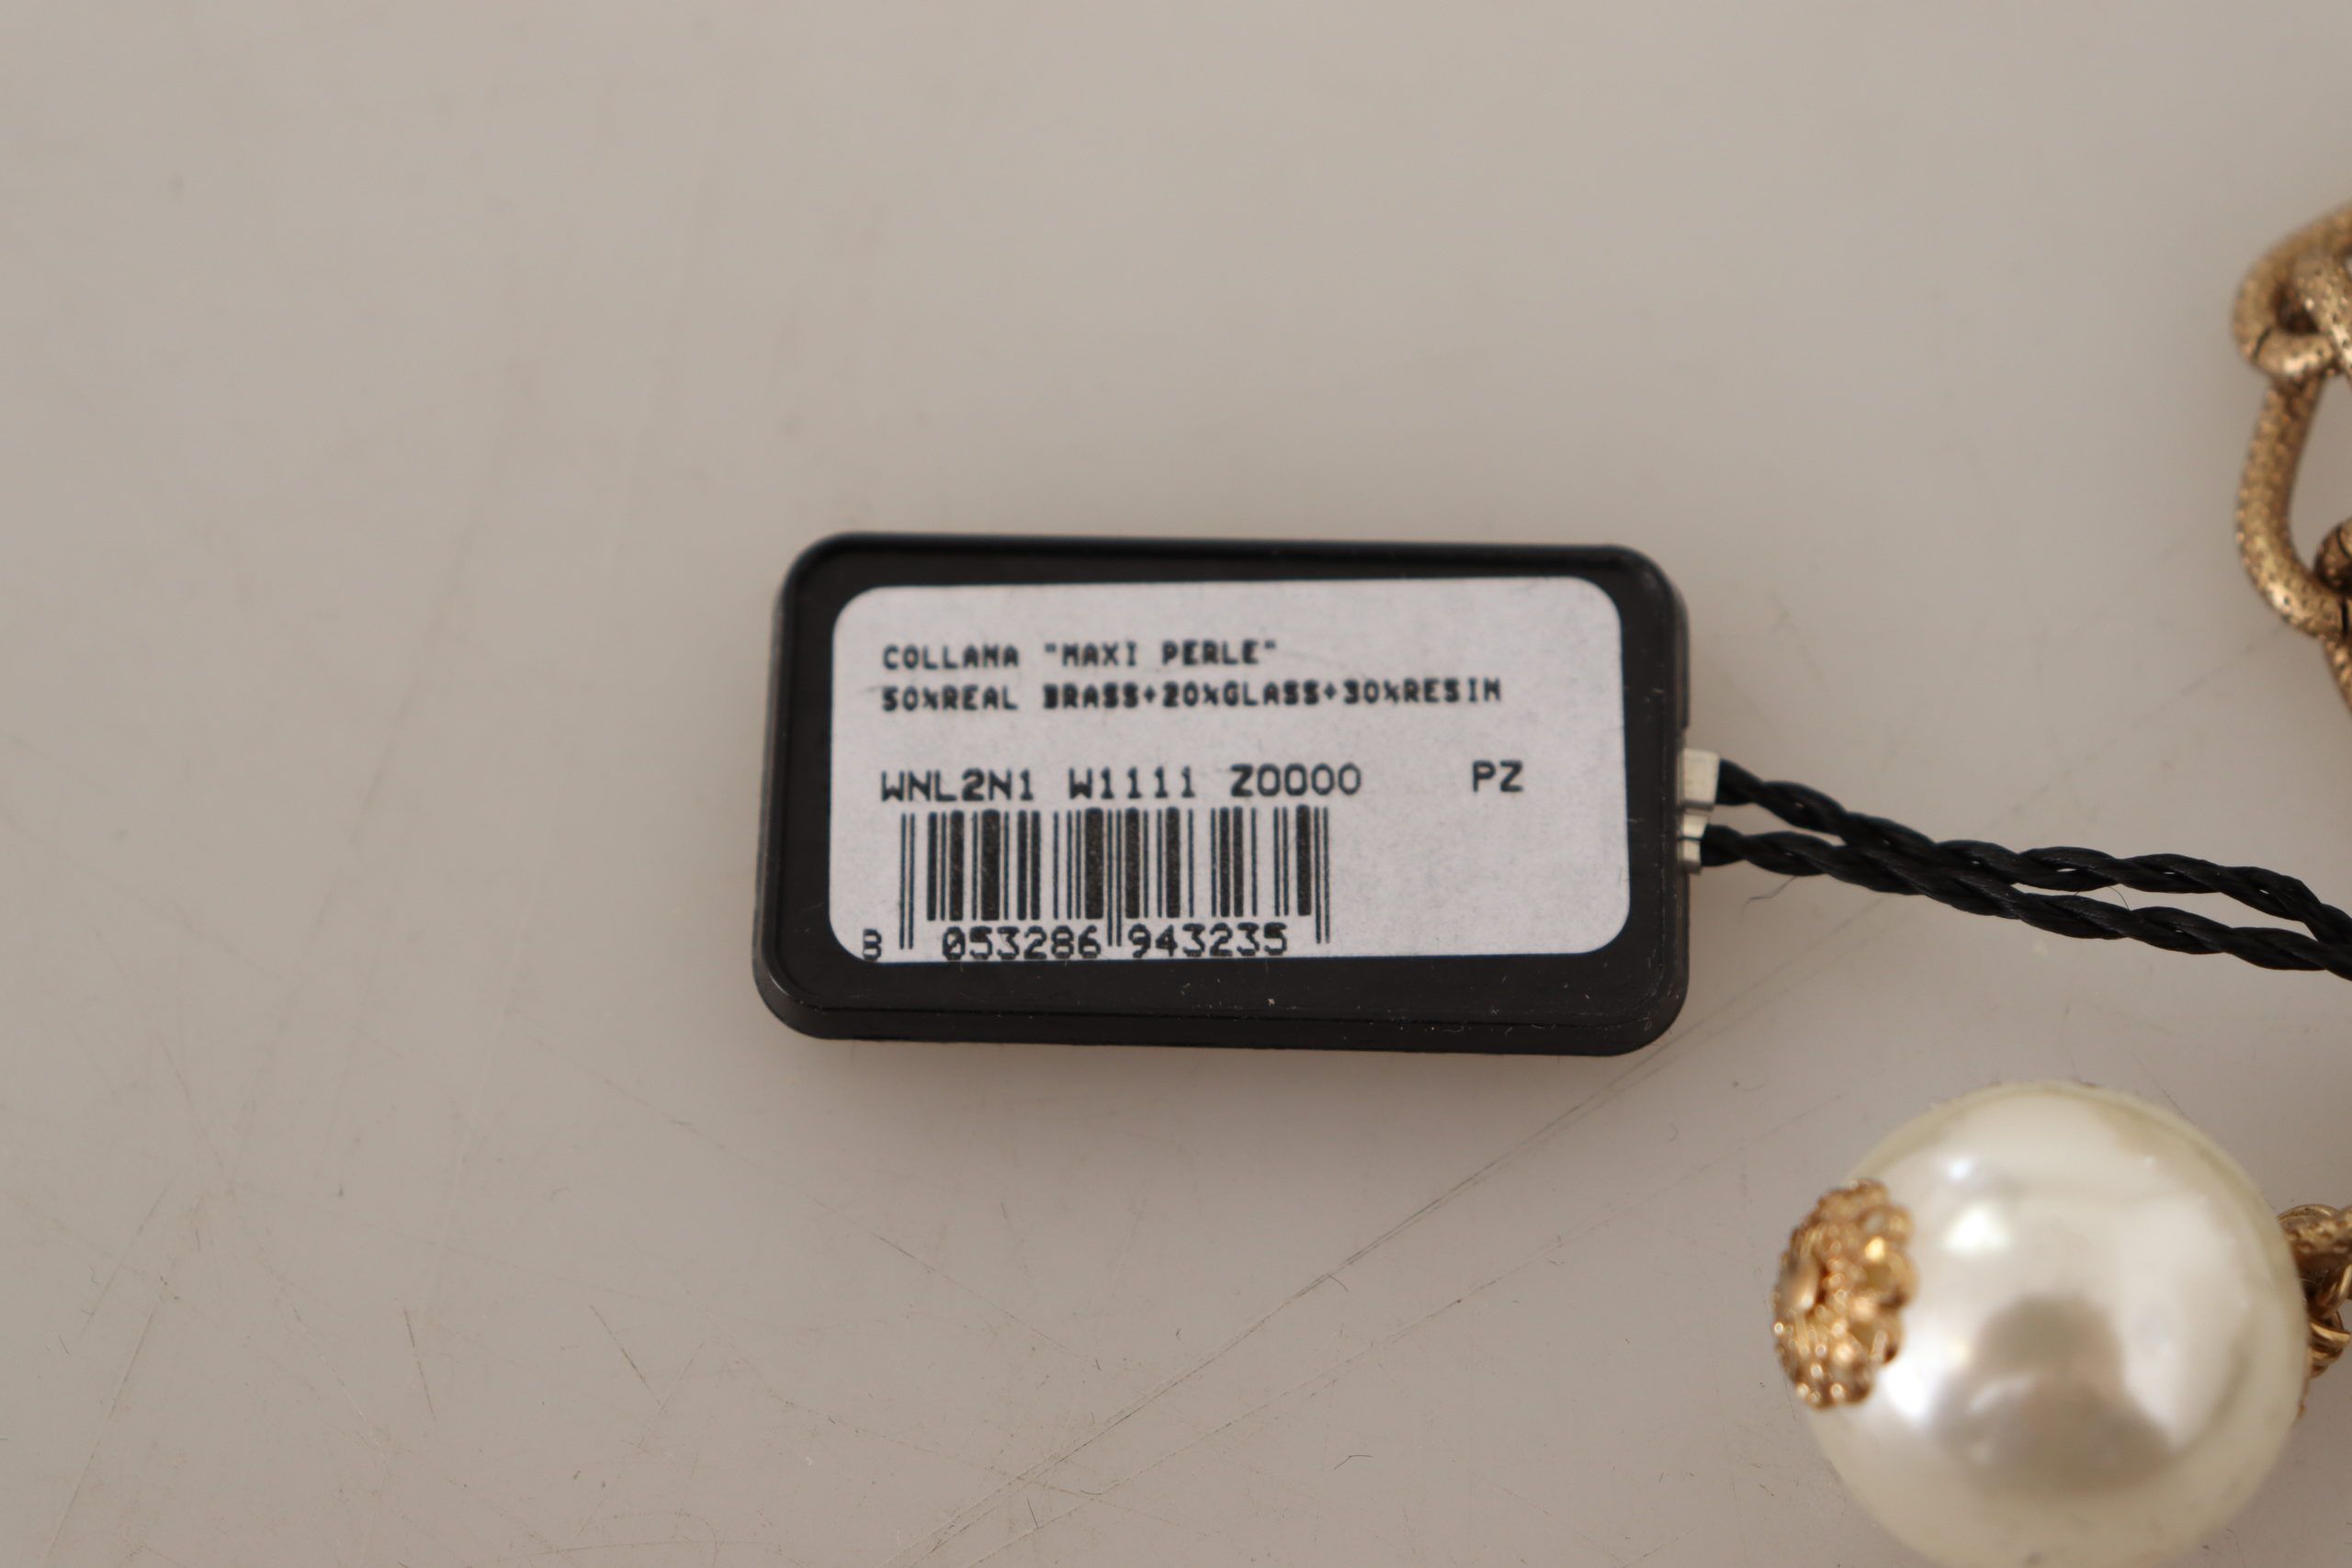 COLLANA "MAXI PERLE"
50%REAL BRASS+20%GLASS+30%RESIN
WNL2N1 W1111 Z0000 PZ
8 053286 943235